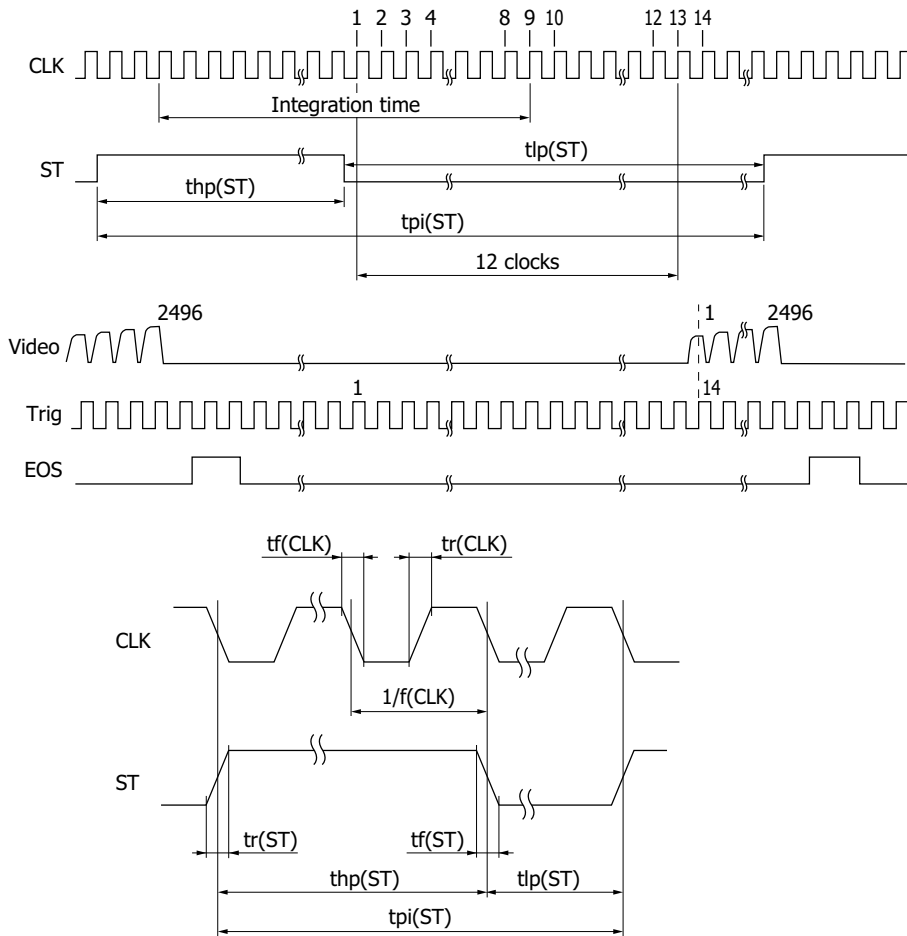 1 2 3 4 8 9 10 12 13 14
CLK
Integration time
tlp(ST)
ST
thp(ST)
tpi(ST)
12 clocks
2496 1 2496
Video
1 14
Trig
EOS
tf(CLK) tr(CLK)
CLK
1/f(CLK)
ST
tr(ST) tf(ST)
thp(ST) tlp(ST)
tpi(ST)